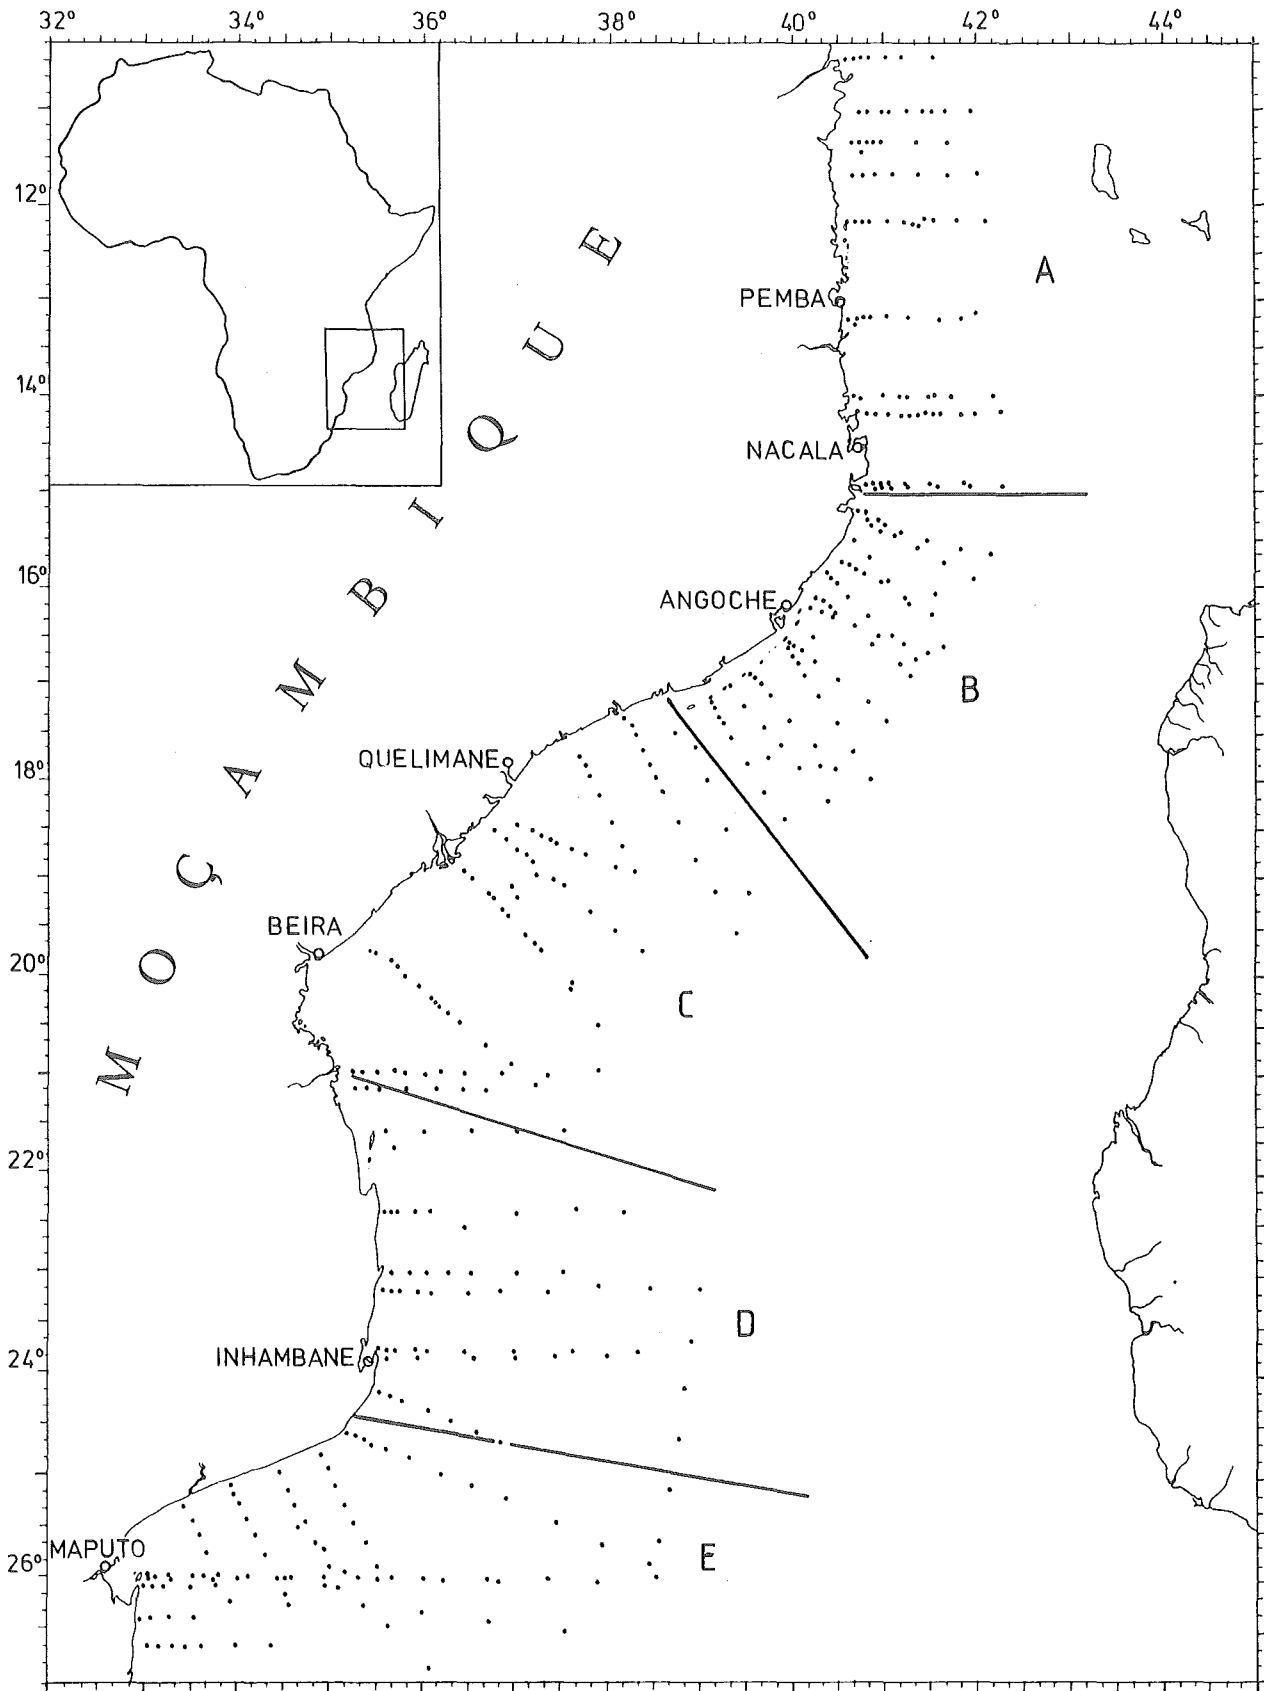 32° 34° 36° 38° 40° 42° 44°
12°
A
PEMBA
14°
NACALA
16°
ANGOCHE
B
QUELIMANE
18°
MOÇAMBIQUE
BEIRA
20°
C
22°
D
INHAMBANE
24°
MAPUTO
E
26°